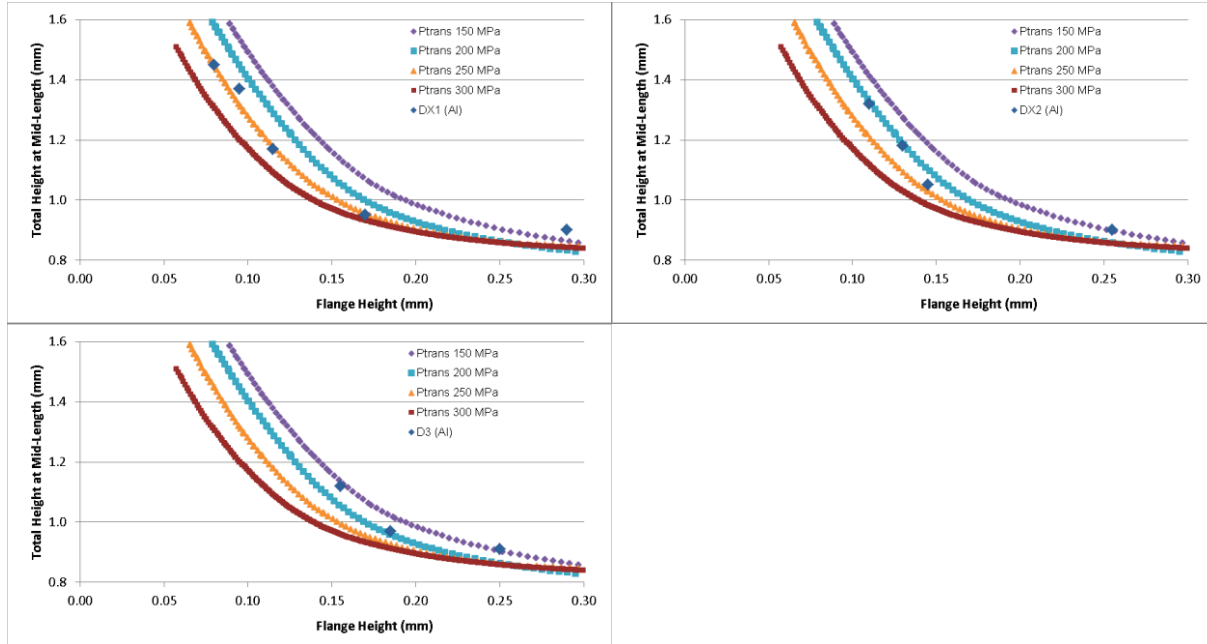 1.6
1.4
1.2
1.0
0.8
Total Height at Mid-Length (mm)
Ptrans 150 MPa
Ptrans 200 MPa
Ptrans 250 MPa
Ptrans 300 MPa
DX1 (Al)
0.00 0.05 0.10 0.15 0.20 0.25 0.30
Flange Height (mm)
1.6
1.4
1.2
1.0
0.8
Total Height at Mid-Length (mm)
Ptrans 150 MPa
Ptrans 200 MPa
Ptrans 250 MPa
Ptrans 300 MPa
DX2 (Al)
0.00 0.05 0.10 0.15 0.20 0.25 0.30
Flange Height (mm)
1.6
1.4
1.2
1.0
0.8
Total Height at Mid-Length (mm)
Ptrans 150 MPa
Ptrans 200 MPa
Ptrans 250 MPa
Ptrans 300 MPa
D3 (Al)
0.00 0.05 0.10 0.15 0.20 0.25 0.30
Flange Height (mm)